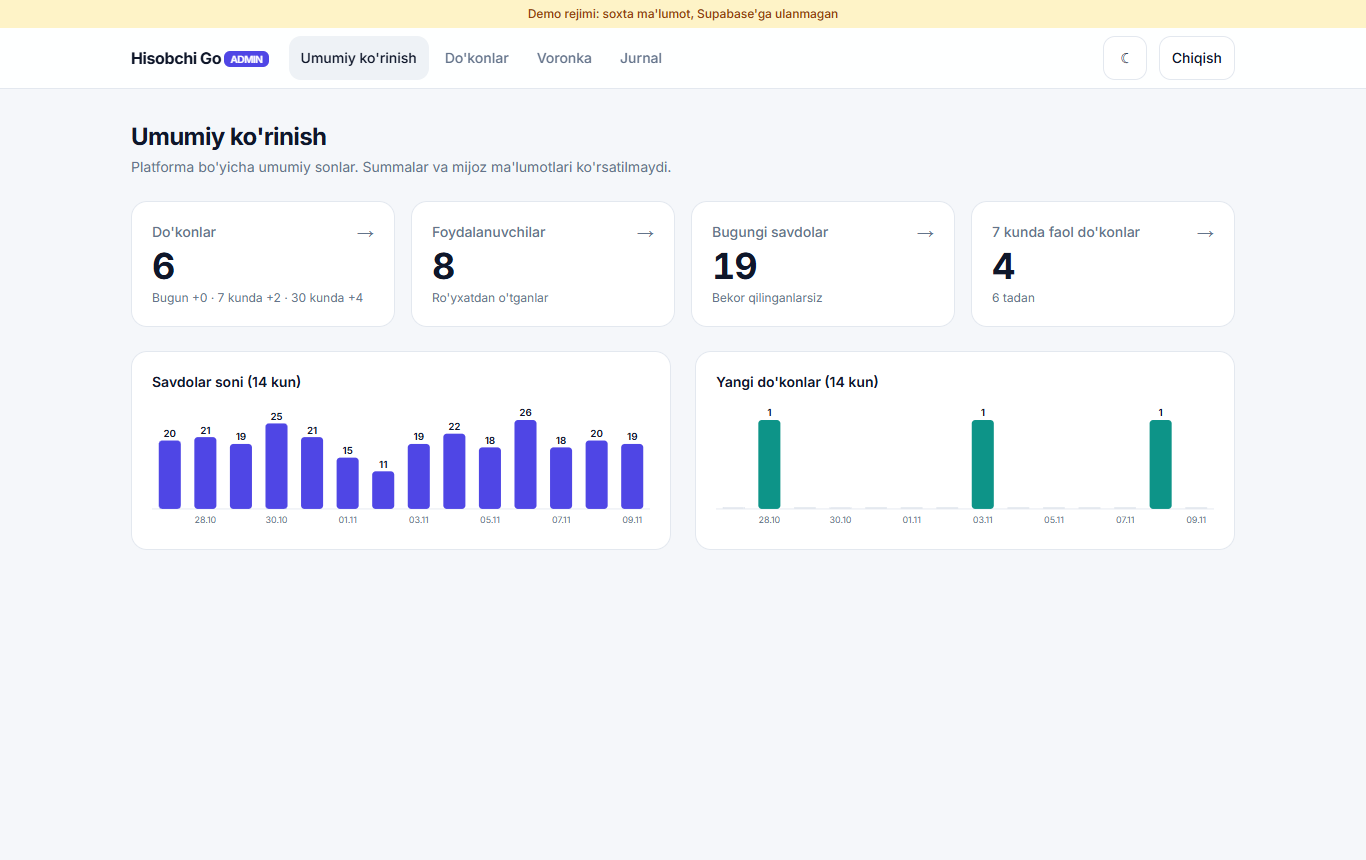 Demo rejimi: soxta ma'lumot, Supabase'ga ulanmagan
Hisobchi Go ADMIN Umumiy ko'rinish Do'konlar Voronka Jurnal ☾ Chiqish
Umumiy ko'rinish
Platforma bo'yicha umumiy sonlar. Summalar va mijoz ma'lumotlari ko'rsatilmaydi.
Do'konlar →
6
Bugun +0 · 7 kunda +2 · 30 kunda +4
Foydalanuvchilar →
8
Ro'yxatdan o'tganlar
Bugungi savdolar →
19
Bekor qilinganlarsiz
7 kunda faol do'konlar →
4
6 tadan
Savdolar soni (14 kun)
20 21 19 25 21 15 11 19 22 18 26 18 20 19
28.10 30.10 01.11 03.11 05.11 07.11 09.11
Yangi do'konlar (14 kun)
1 1 1
28.10 30.10 01.11 03.11 05.11 07.11 09.11